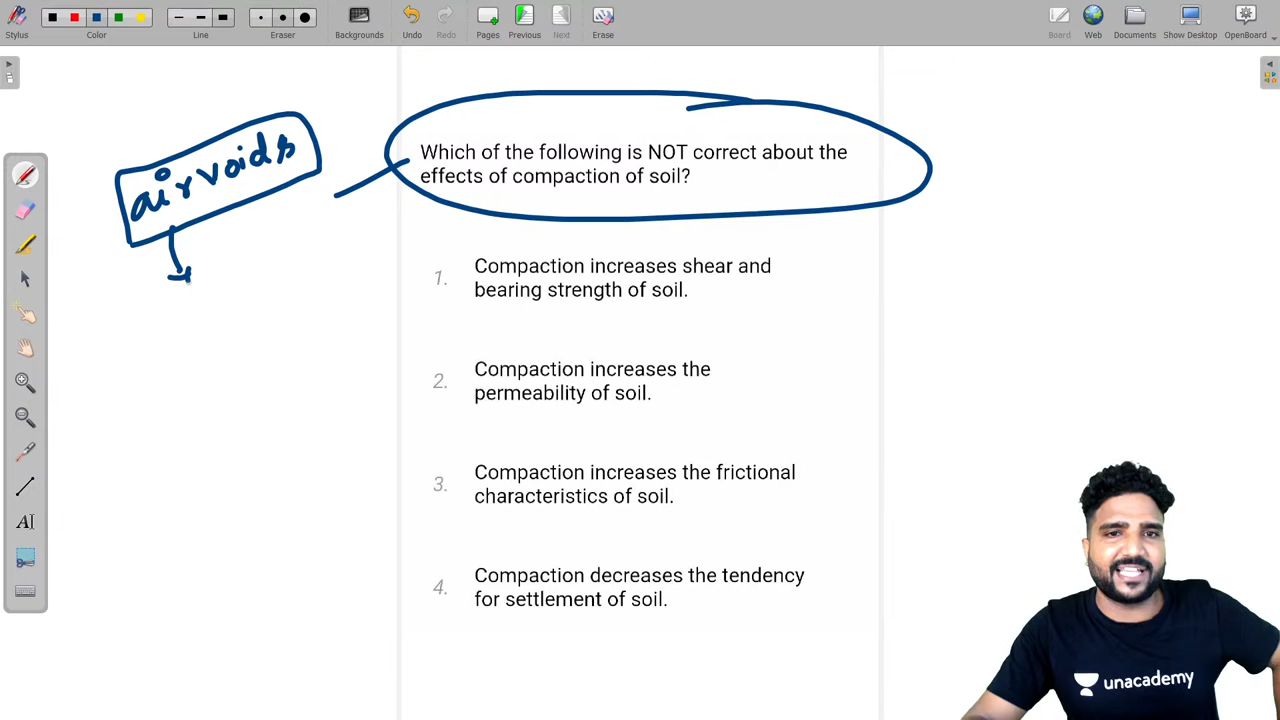 Stylus
Color
Line
Eraser
Backgrounds
Undo
Redo
Pages
Previous
Next
Erase
Board
Web
Documents
Show Desktop
OpenBoard
airvoids
Which of the following is NOT correct about the
effects of compaction of soil?
1. Compaction increases shear and
bearing strength of soil.
2. Compaction increases the
permeability of soil.
3. Compaction increases the frictional
characteristics of soil.
4. Compaction decreases the tendency
for settlement of soil.
AI
unacademy